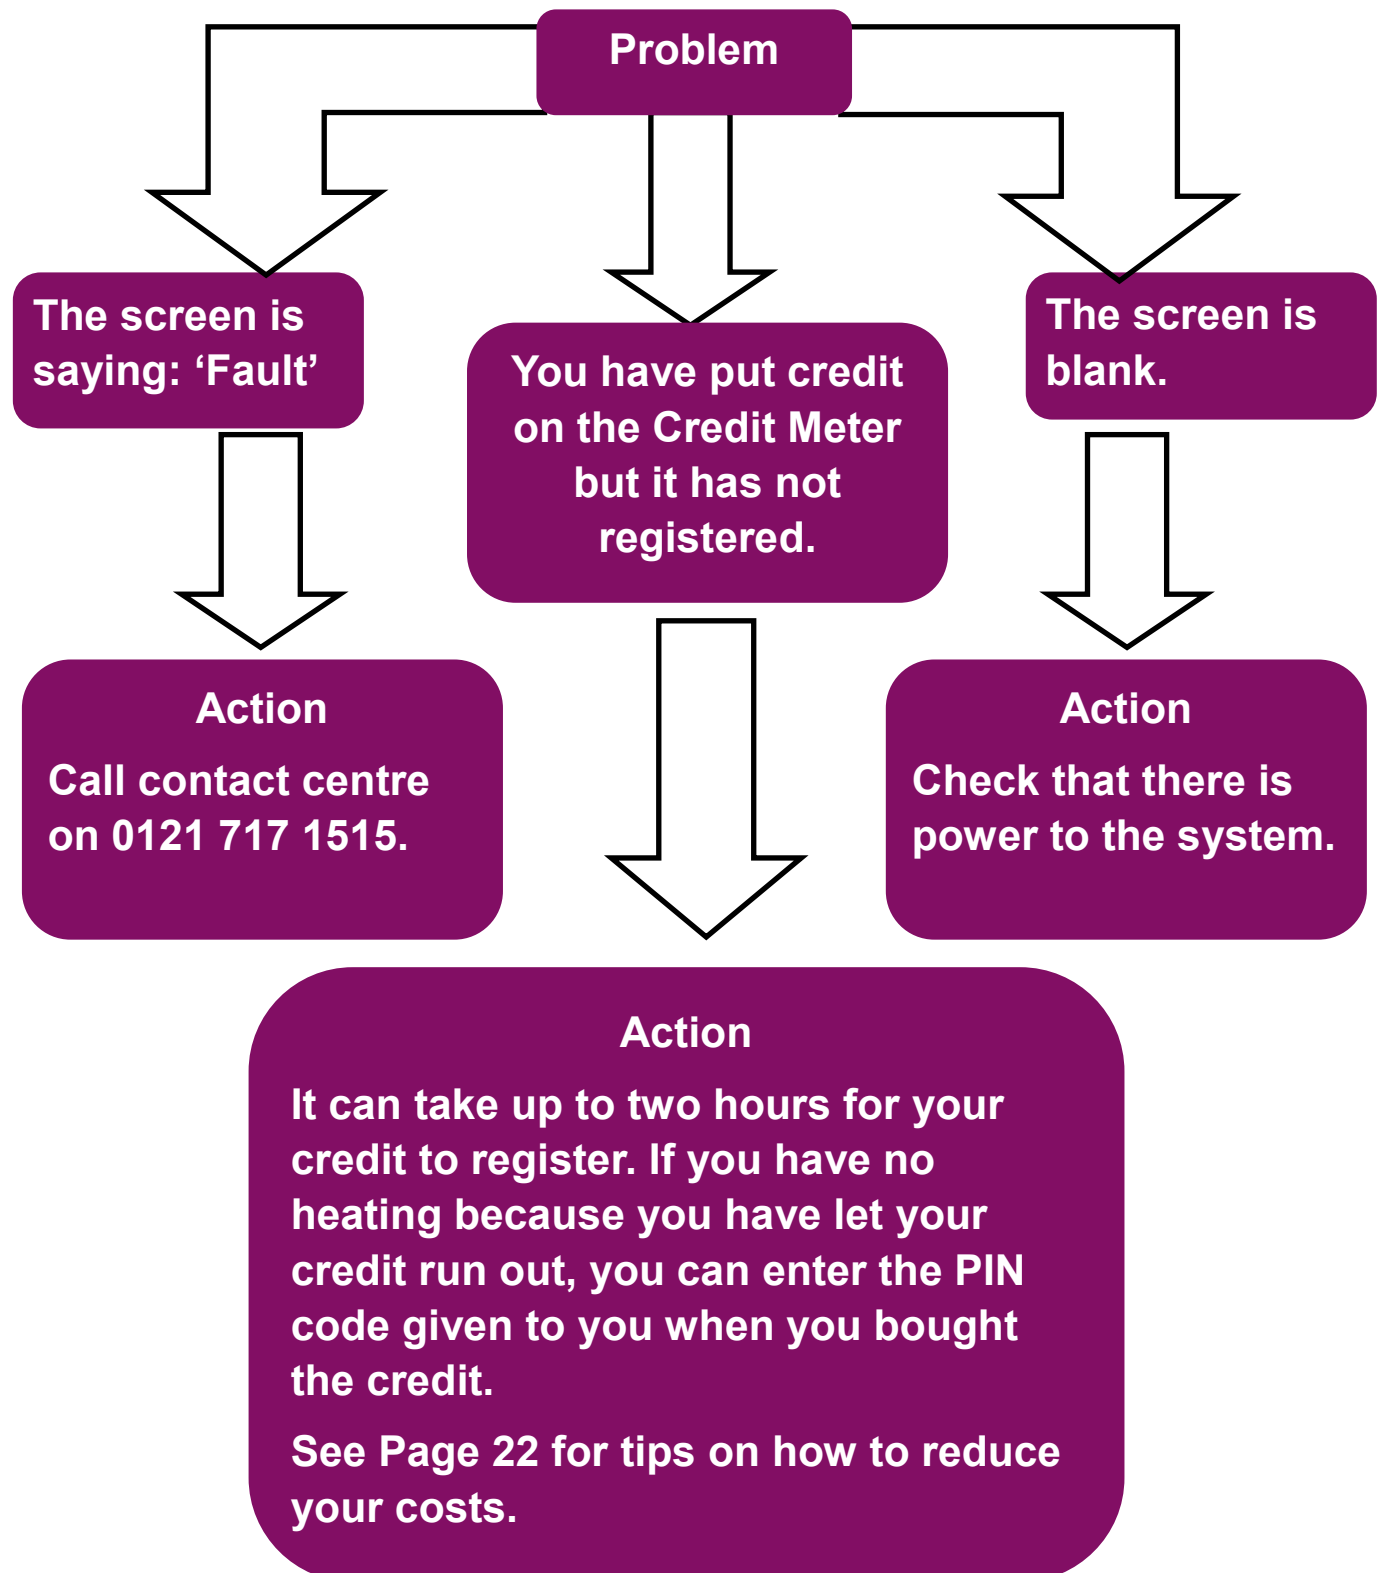 Problem
The screen is
saying: ‘Fault’
You have put credit
on the Credit Meter
but it has not
registered.
The screen is
blank.
Action
Call contact centre
on 0121 717 1515.
Action
Check that there is
power to the system.
Action
It can take up to two hours for your
credit to register. If you have no
heating because you have let your
credit run out, you can enter the PIN
code given to you when you bought
the credit.
See Page 22 for tips on how to reduce
your costs.